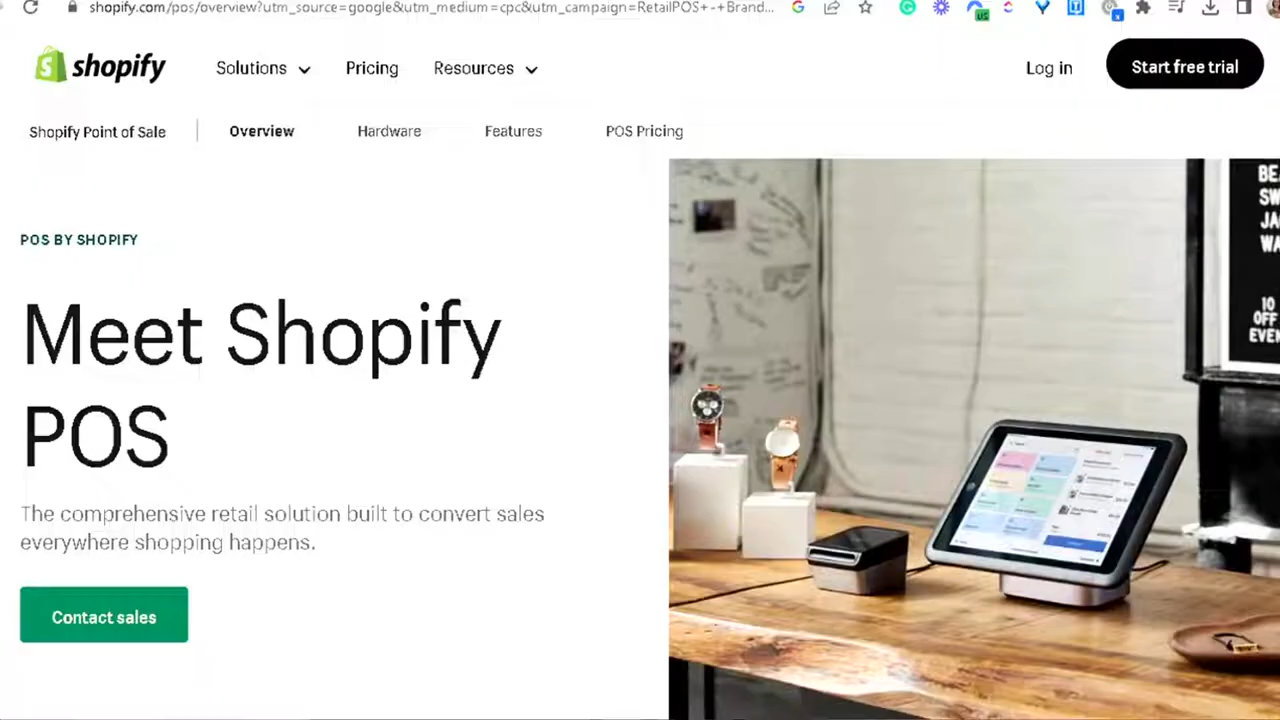 shopify.com/pos/overview?utm_source=google&utm_medium=cpc&utm_campaign=RetailPOS+-+Brand...
shopify
Solutions
Pricing
Resources
Log in
Start free trial
Shopify Point of Sale
Overview
Hardware
Features
POS Pricing
POS BY SHOPIFY
Meet Shopify
POS
The comprehensive retail solution built to convert sales
everywhere shopping happens.
Contact sales
10
OFF